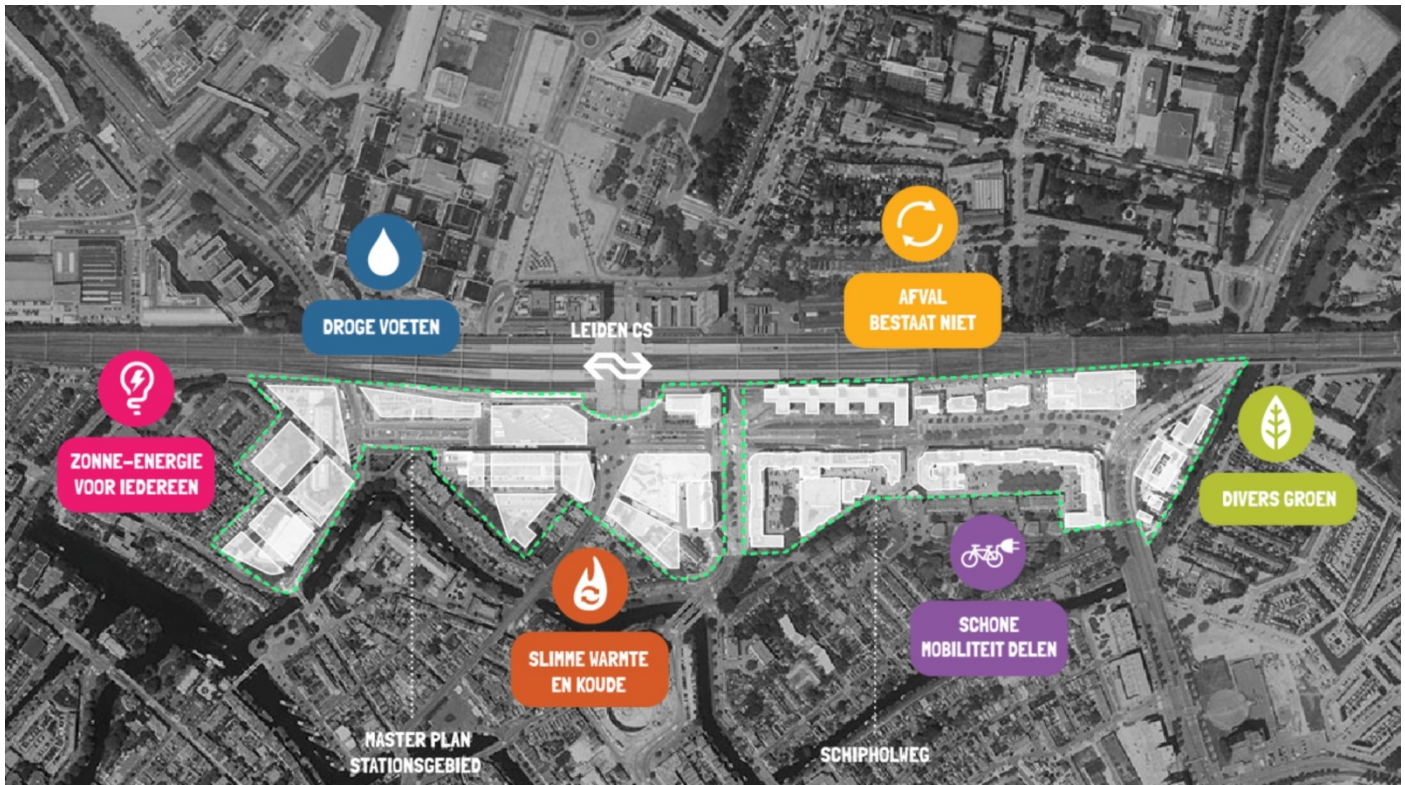 DROGE VOETEN
AFVAL
BESTAAT NIET
LEIDEN CS
ZONNE-ENERGIE
VOOR IEDEREEN
DIVERS GROEN
SLIMME WARMTE
EN KOUDE
SCHONE
MOBILITEIT DELEN
MASTER PLAN
STATIONSGEBIED
SCHIPHOLWEG